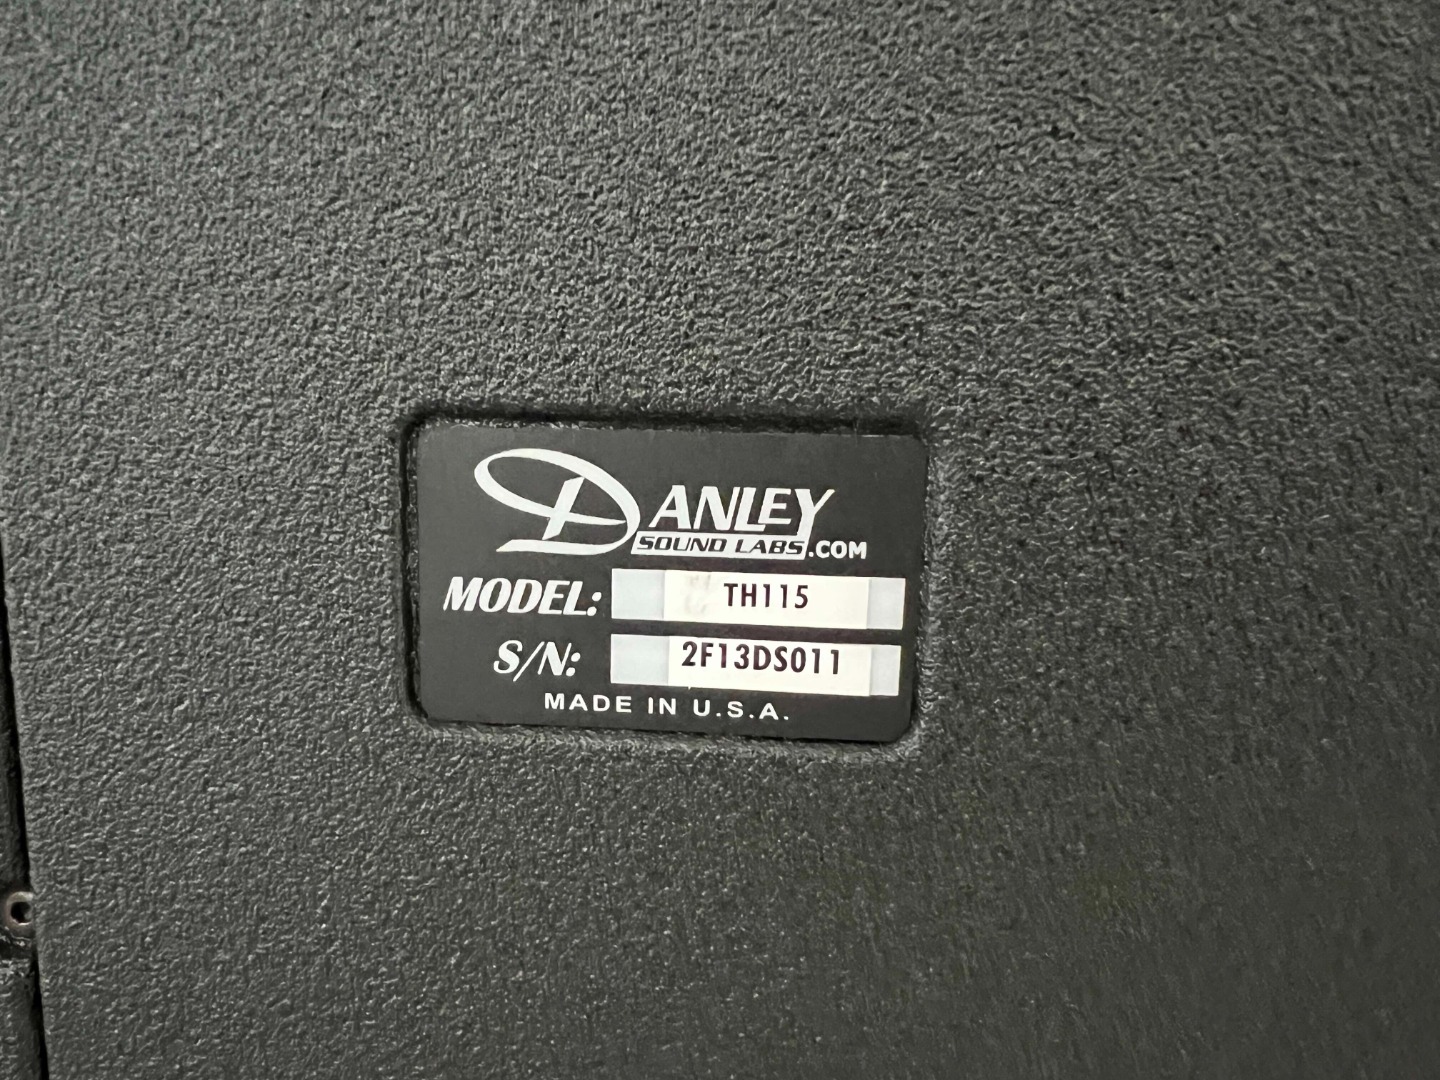 DANLEY
SOUND LABS.COM
MODEL: TH115
S/N: 2F13DS011
MADE IN U.S.A.